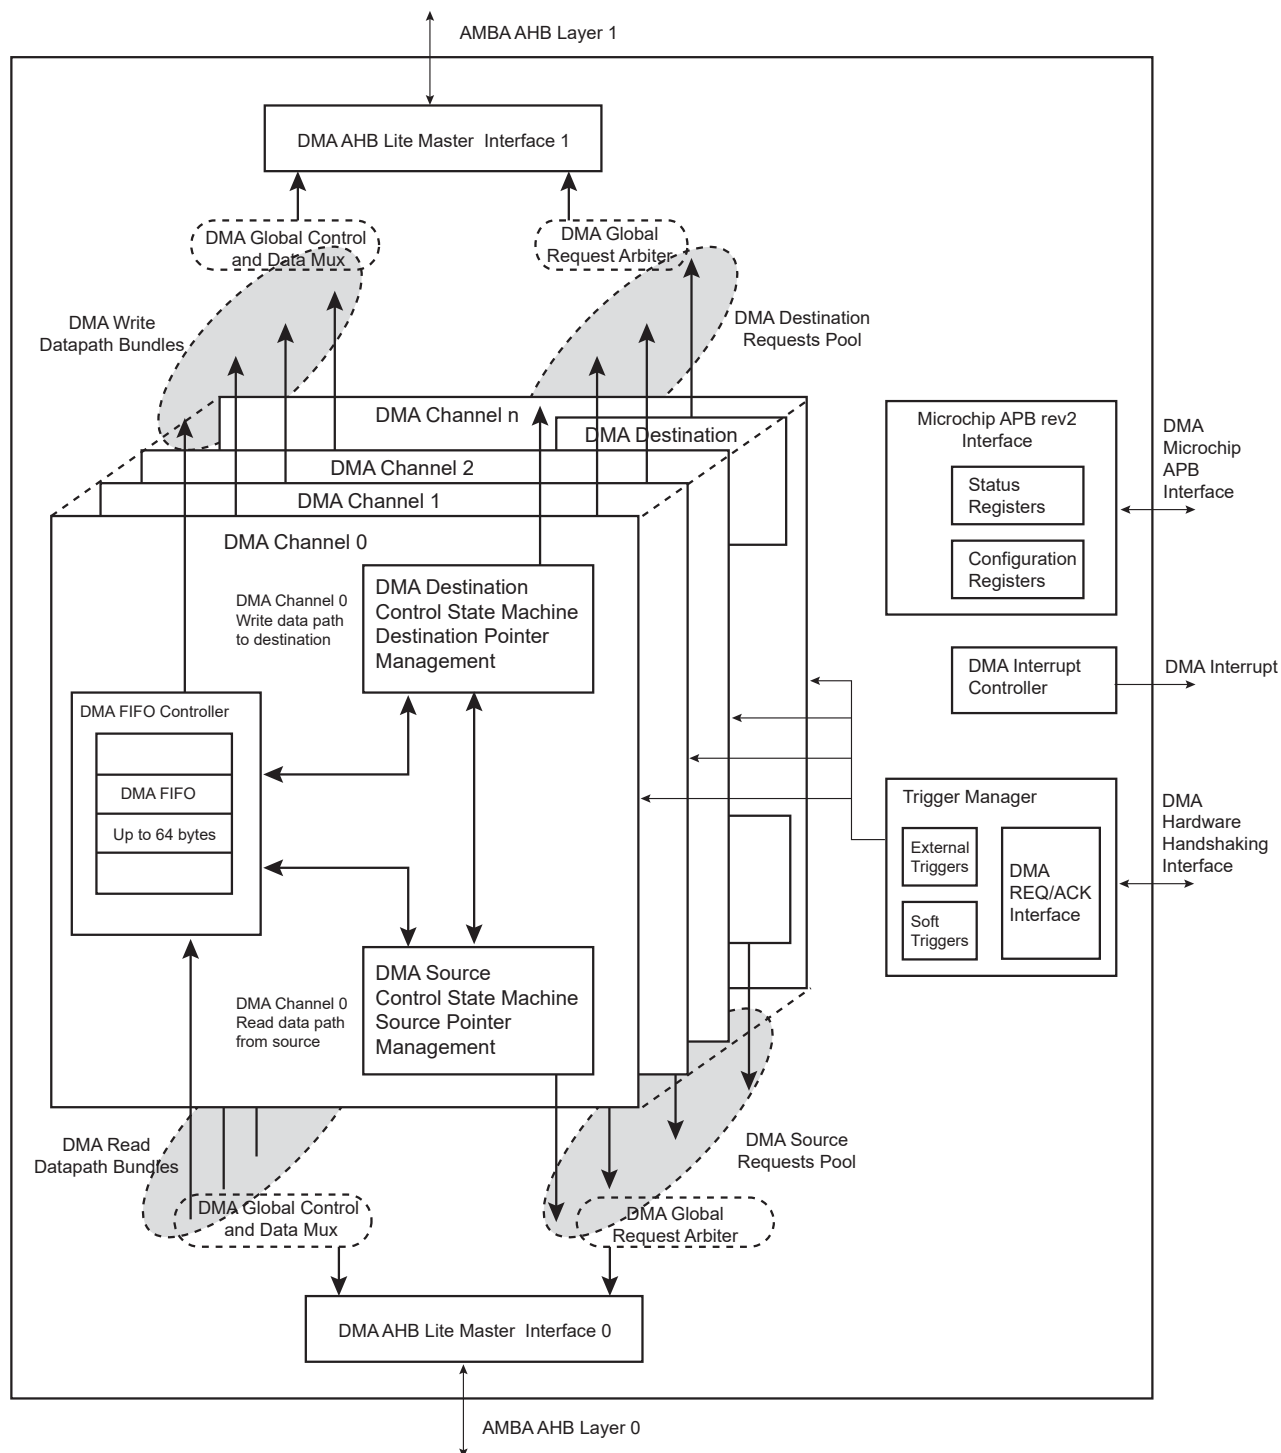 AMBA AHB Layer 1
DMA AHB Lite Master Interface 1
DMA Global Control
and Data Mux
DMA Global
Request Arbiter
DMA Write
Datapath Bundles
DMA Destination
Requests Pool
DMA Channel n
DMA Destination
DMA Channel 2
DMA Channel 1
DMA Channel 0
DMA Destination
Control State Machine
Destination Pointer
Management
DMA Channel 0
Write data path
to destination
DMA FIFO Controller
DMA FIFO
Up to 64 bytes
DMA Source
Control State Machine
Source Pointer
Management
DMA Channel 0
Read data path
from source
Microchip APB rev2
Interface
Status
Registers
Configuration
Registers
DMA
Microchip
APB
Interface
DMA Interrupt
Controller
DMA Interrupt
Trigger Manager
External
Triggers
Soft
Triggers
DMA
REQ/ACK
Interface
DMA
Hardware
Handshaking
Interface
DMA Read
Datapath Bundles
DMA Source
Requests Pool
DMA Global Control
and Data Mux
DMA Global
Request Arbiter
DMA AHB Lite Master Interface 0
AMBA AHB Layer 0